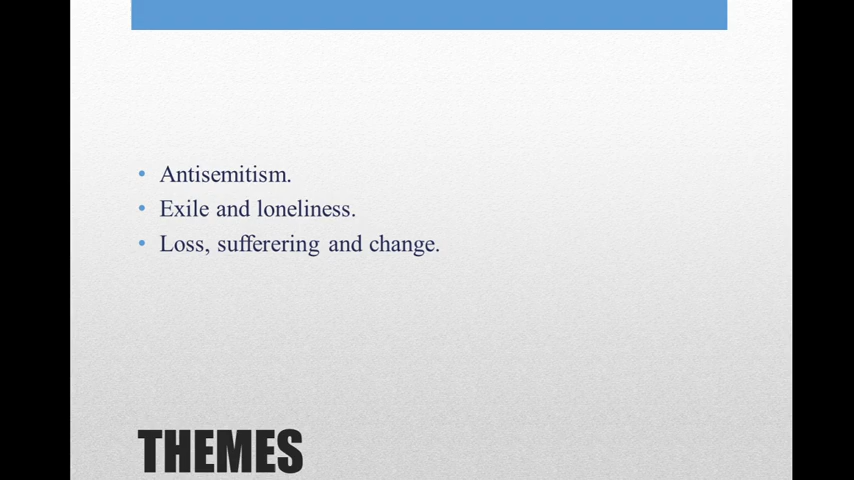 • Antisemitism.
• Exile and loneliness.
• Loss, sufferering and change.
THEMES